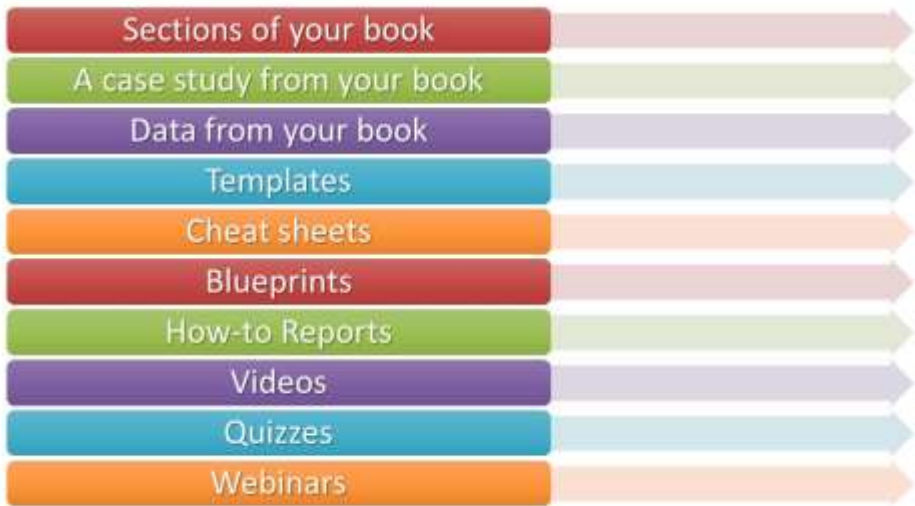 Sections of your book
A case study from your book
Data from your book
Templates
Cheat sheets
Blueprints
How-to Reports
Videos
Quizzes
Webinars